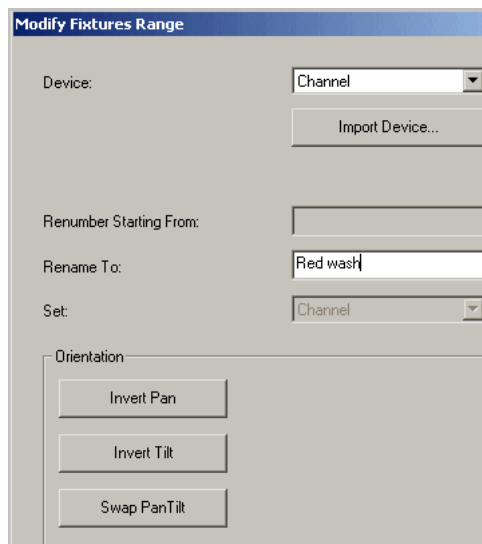 Modify Fixtures Range
Device:
Channel
Import Device...
Renumber Starting From:
Rename To:
Red wash
Set:
Channel
Orientation
Invert Pan
Invert Tilt
Swap PanTilt